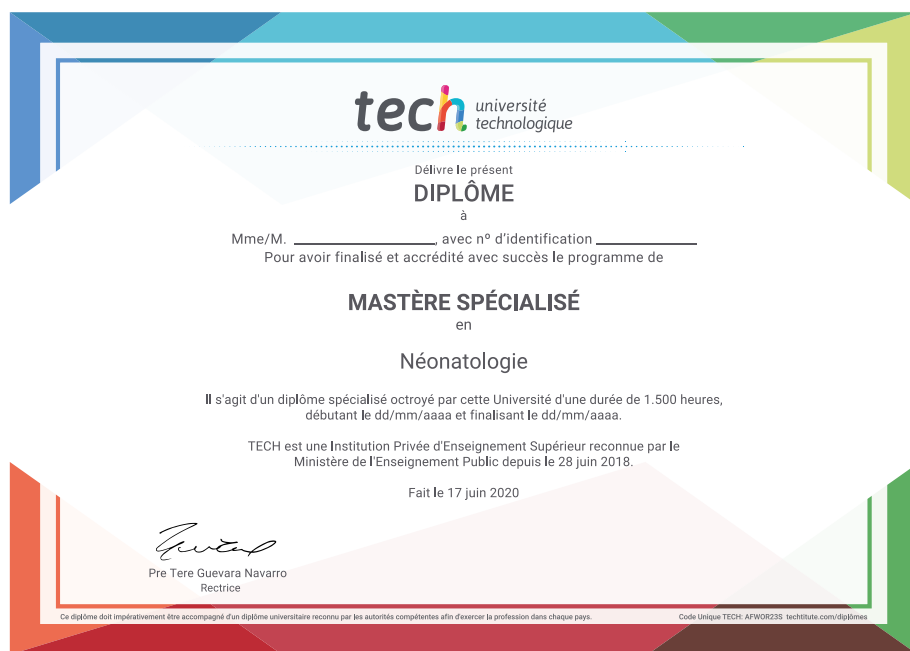 tech université
technologique
Délivre le présent
DIPLÔME
à
Mme/M. ____________________, avec nº d'identification ______________
Pour avoir finalisé et accrédité avec succès le programme de
MASTÈRE SPÉCIALISÉ
en
Néonatologie
Il s'agit d'un diplôme spécialisé octroyé par cette Université d'une durée de 1.500 heures,
débutant le dd/mm/aaaa et finalisant le dd/mm/aaaa.
TECH est une Institution Privée d'Enseignement Supérieur reconnue par le
Ministère de l'Enseignement Public depuis le 28 juin 2018.
Fait le 17 juin 2020
Pre Tere Guevara Navarro
Rectrice
Ce diplôme doit impérativement être accompagné d'un diplôme universitaire reconnu par les autorités compétentes afin d'exercer la profession dans chaque pays. Code Unique TECH: AFWOR23S techtitute.com/diplômes